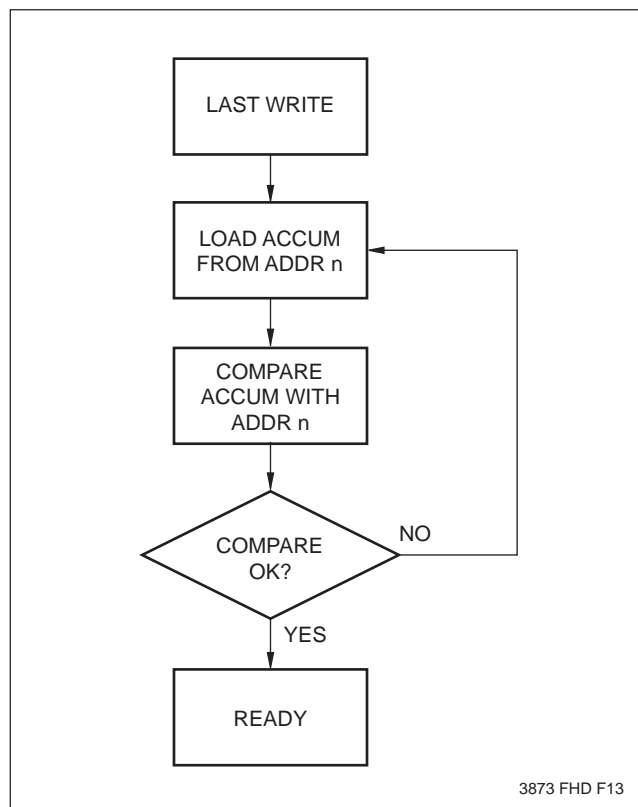 LAST WRITE
LOAD ACCUM
FROM ADDR n
COMPARE
ACCUM WITH
ADDR n
COMPARE
OK?
NO
YES
READY
3873 FHD F13